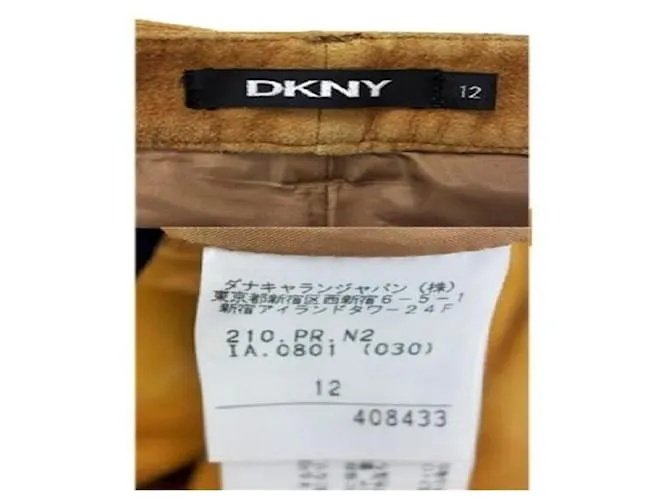 DKNY 12
ダナキャランジャパン (株)
東京都新宿区西新宿6-5-1
新宿アイランドタワー24F
210.PR.N2
IA.0801 (030)
12
408433